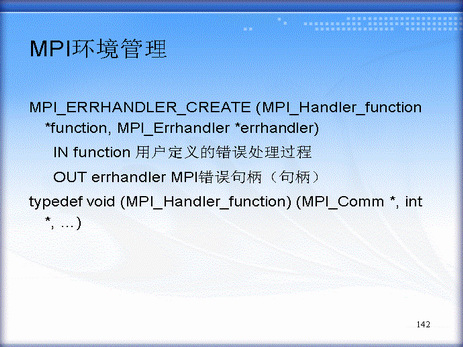 MPI环境管理
MPI_ERRHANDLER_CREATE (MPI_Handler_function
*function, MPI_Errhandler *errhandler)
IN function 用户定义的错误处理过程
OUT errhandler MPI错误句柄（句柄）
typedef void (MPI_Handler_function) (MPI_Comm *, int
*, …)
142